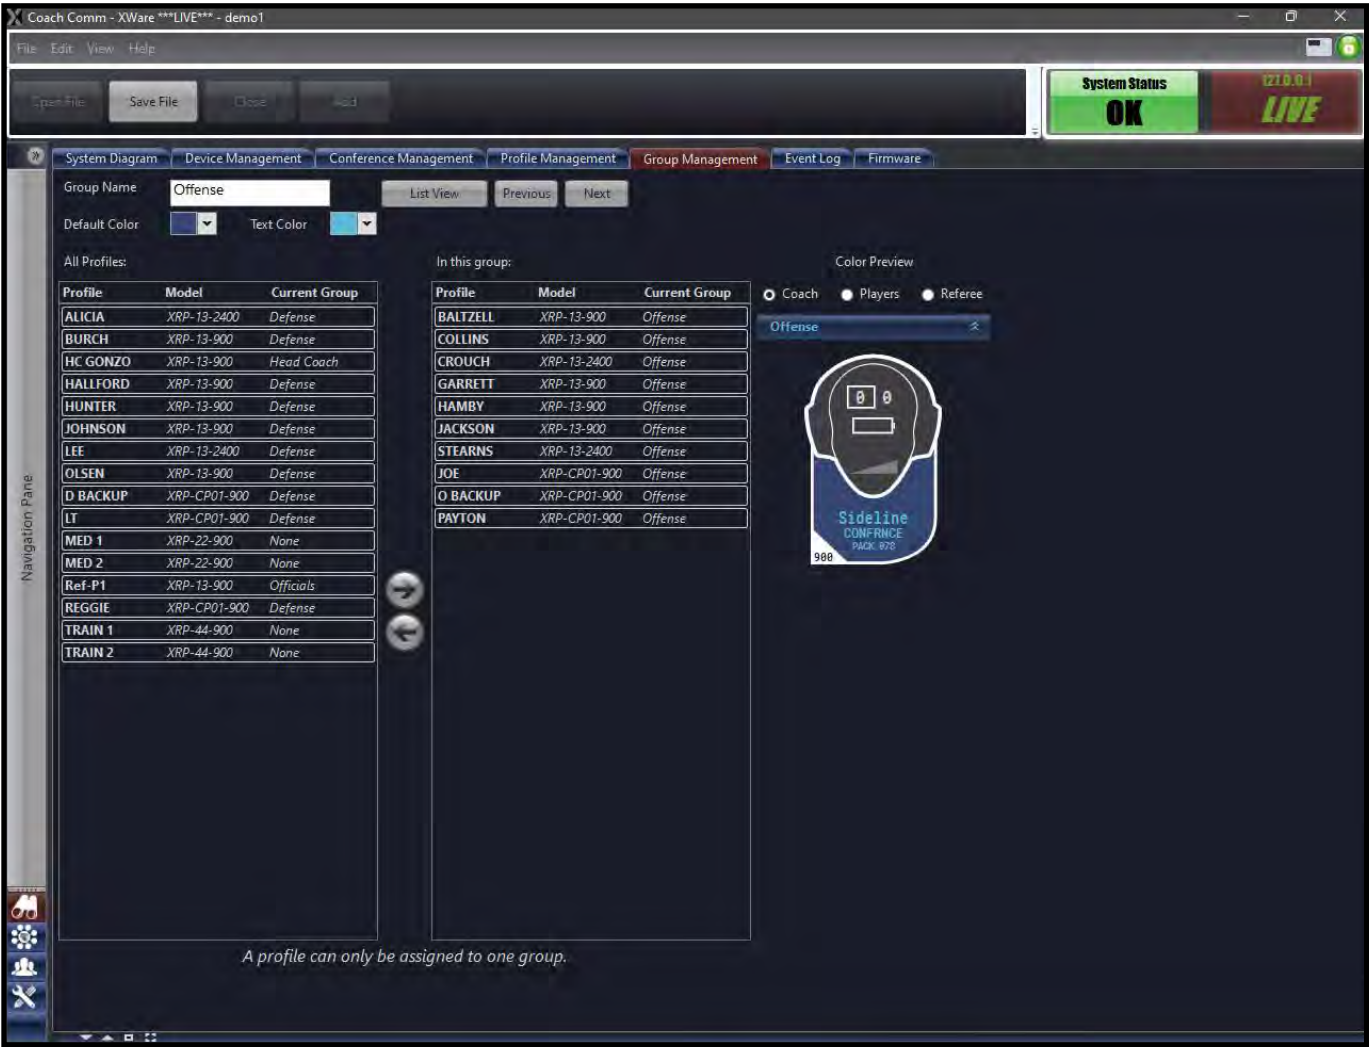 Coach Comm - XWare ***LIVE*** - demo1
File Edit View Help
Open File Save File Close Add
System Status
OK
127.0.0.1
LIVE
System Diagram Device Management Conference Management Profile Management Group Management Event Log Firmware
Group Name Offense List View Previous Next
Default Color Text Color
All Profiles: In this group: Color Preview
Profile Model Current Group Profile Model Current Group Coach Players Referee
ALICIA XRP-13-2400 Defense BALTZELL XRP-13-900 Offense Offense
BURCH XRP-13-900 Defense COLLINS XRP-13-900 Offense
HC GONZO XRP-13-900 Head Coach CROUCH XRP-13-2400 Offense
HALLFORD XRP-13-900 Defense GARRETT XRP-13-900 Offense
HUNTER XRP-13-900 Defense HAMBY XRP-13-900 Offense
JOHNSON XRP-13-900 Defense JACKSON XRP-13-900 Offense
LEE XRP-13-2400 Defense STEARNS XRP-13-2400 Offense
OLSEN XRP-13-900 Defense JOE XRP-CP01-900 Offense
D BACKUP XRP-CP01-900 Defense O BACKUP XRP-CP01-900 Offense
LT XRP-CP01-900 Defense PAYTON XRP-CP01-900 Offense
MED 1 XRP-22-900 None
MED 2 XRP-22-900 None
Ref-P1 XRP-13-900 Officials
REGGIE XRP-CP01-900 Defense
TRAIN 1 XRP-44-900 None
TRAIN 2 XRP-44-900 None
0 0
Sideline
CONFRNCE
PACK 078
900
Navigation Pane
A profile can only be assigned to one group.